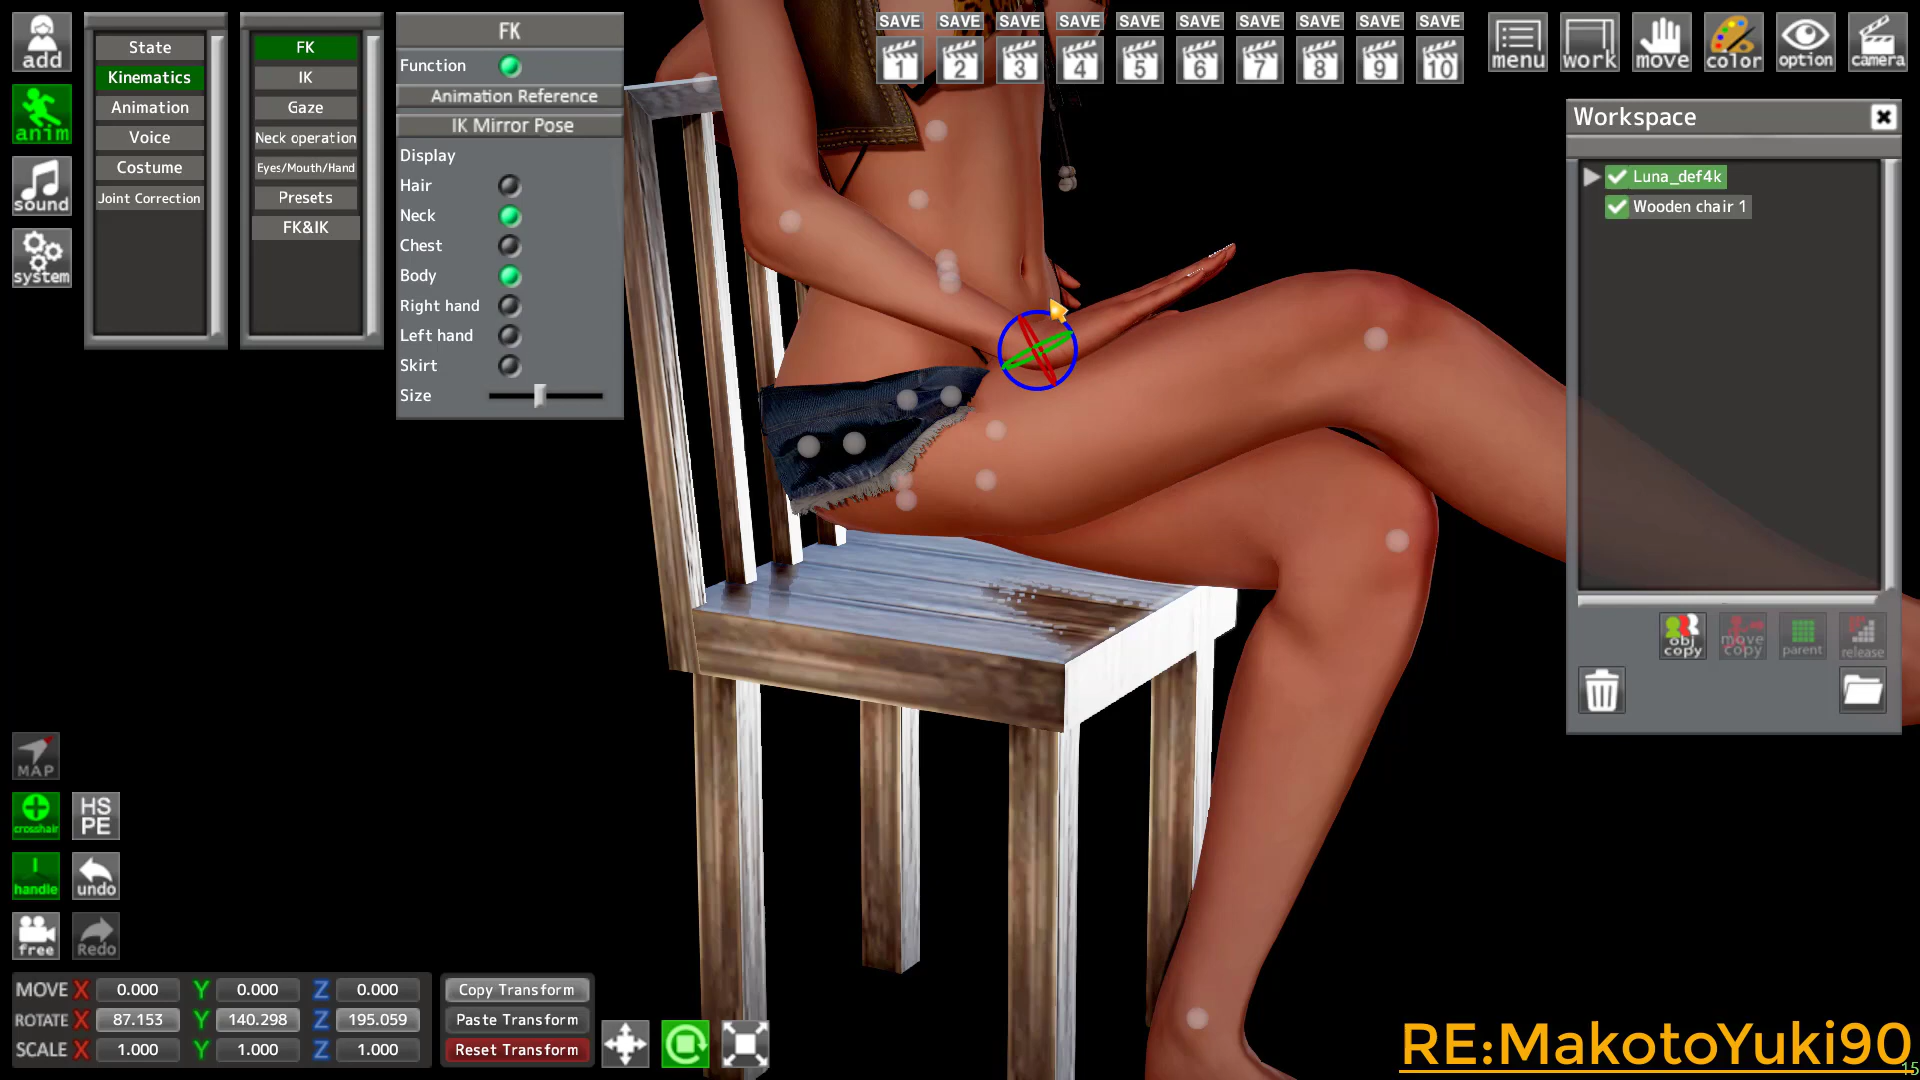 add
anim
sound
system
State
Kinematics
Animation
Voice
Costume
Joint Correction
FK
IK
Gaze
Neck operation
Eyes/Mouth/Hand
Presets
FK&IK
FK
Function
Animation Reference
IK Mirror Pose
Display
Hair
Neck
Chest
Body
Right hand
Left hand
Skirt
Size
SAVE SAVE SAVE SAVE SAVE SAVE SAVE SAVE SAVE SAVE
1 2 3 4 5 6 7 8 9 10
menu work move color option camera
Workspace
Luna_def4k
Wooden chair 1
obj copy
move copy
parent
release
MAP
crosshair
HS PE
handle
undo
free
Redo
MOVE X 0.000 Y 0.000 Z 0.000
ROTATE X 87.153 Y 140.298 Z 195.059
SCALE X 1.000 Y 1.000 Z 1.000
Copy Transform
Paste Transform
Reset Transform
RE:MakotoYuki90
15